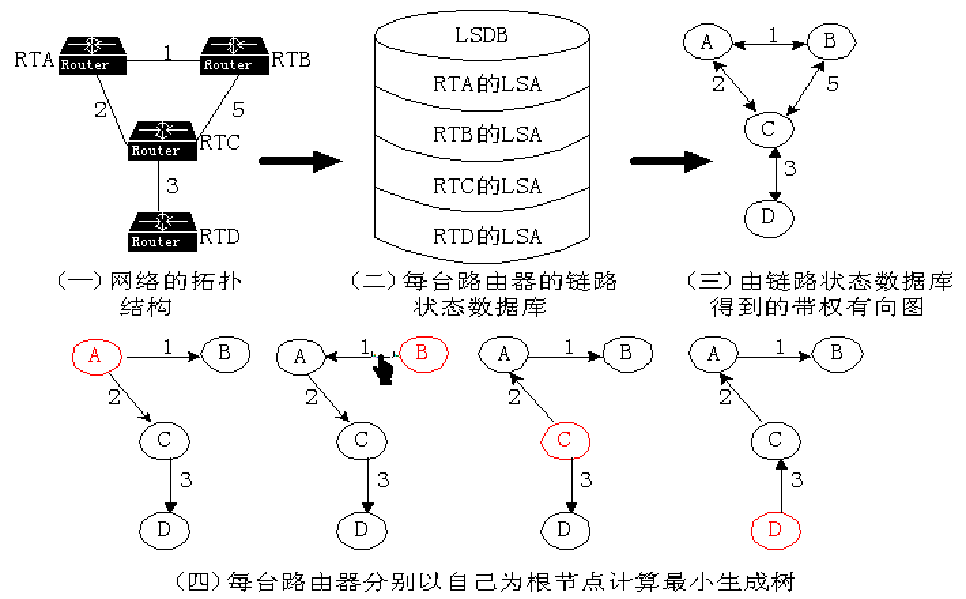 RTA
Router
1
Router
RTB
2
5
Router
RTC
3
Router
RTD
(一)网络的拓扑
结构
LSDB
RTA的LSA
RTB的LSA
RTC的LSA
RTD的LSA
(二)每台路由器的链路
状态数据库
A
1
B
2
5
C
3
D
(三)由链路状态数据库
得到的带权有向图
A
1
B
2
C
3
D
A
1
B
2
C
3
D
A
1
B
2
C
3
D
A
1
B
2
C
3
D
(四)每台路由器分别以自己为根节点计算最小生成树